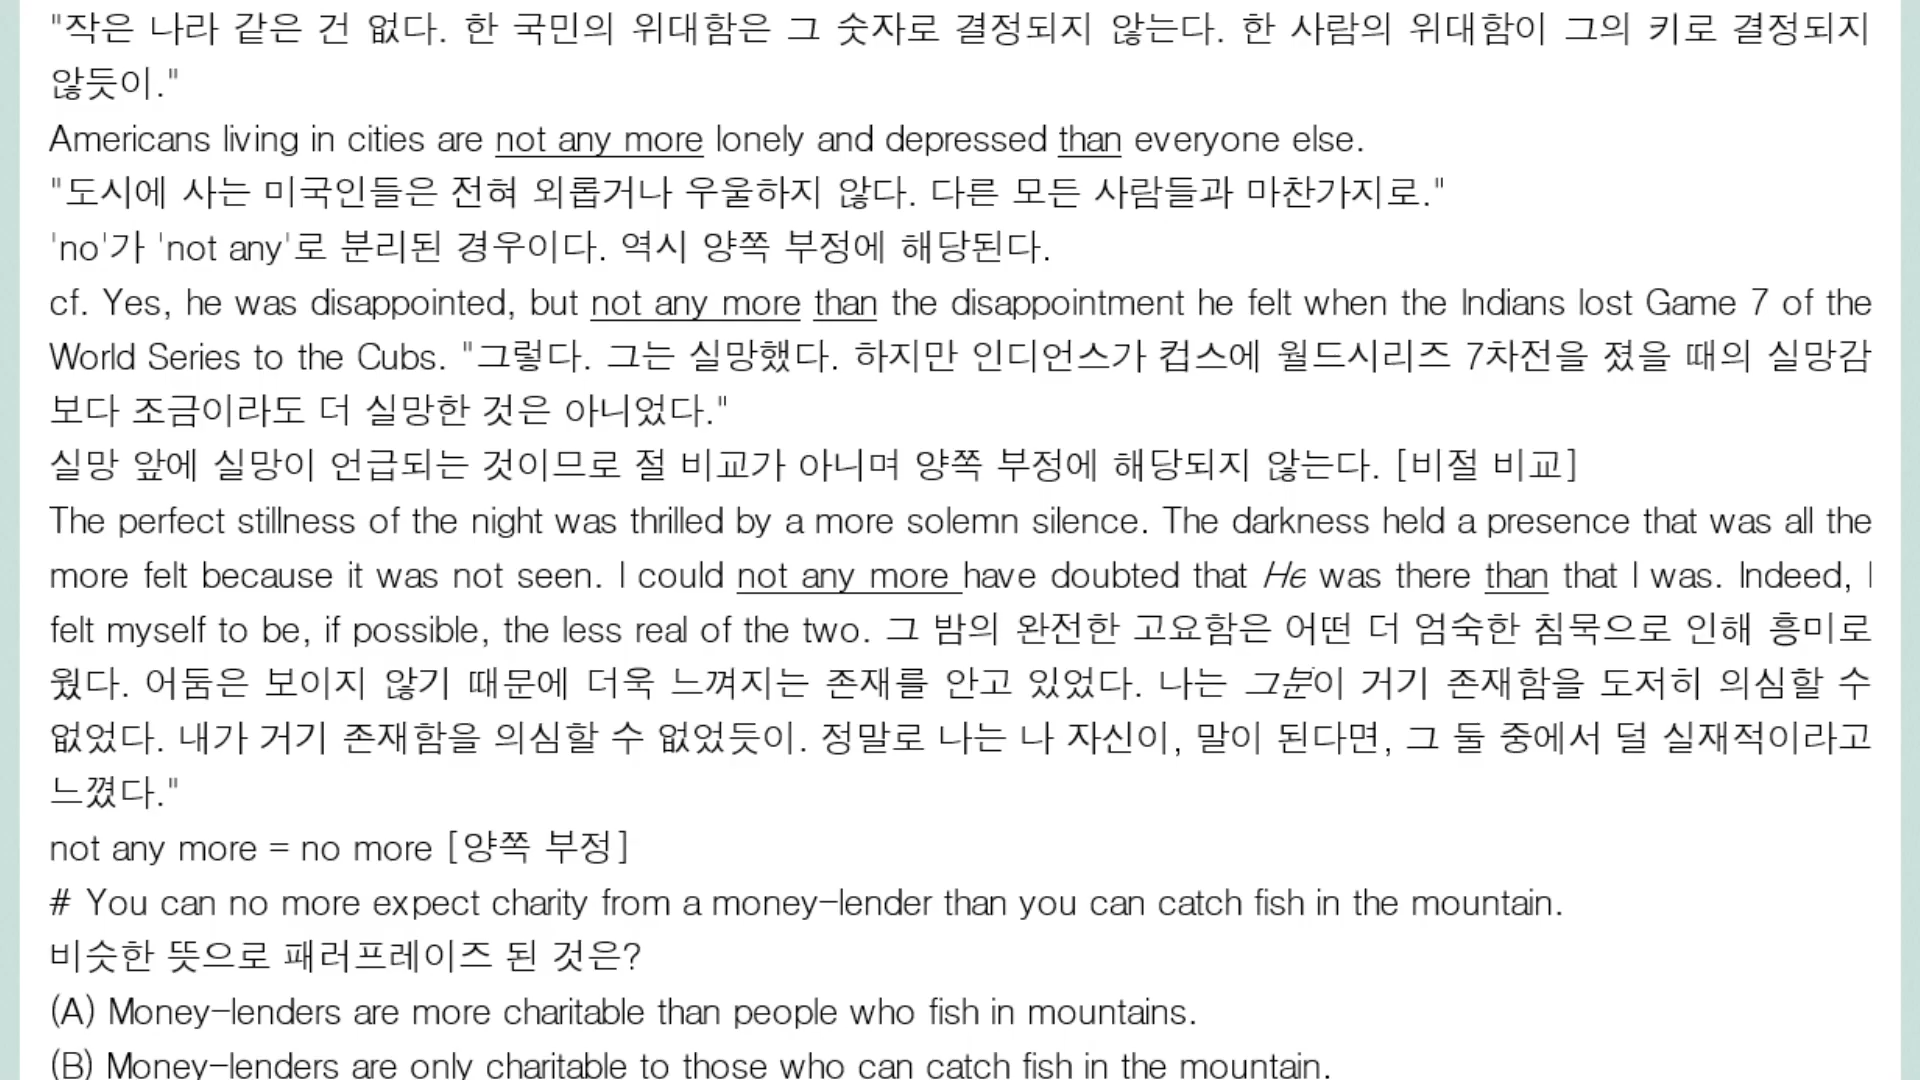 "작은 나라 같은 건 없다. 한 국민의 위대함은 그 숫자로 결정되지 않는다. 한 사람의 위대함이 그의 키로 결정되지
않듯이."
Americans living in cities are not any more lonely and depressed than everyone else.
"도시에 사는 미국인들은 전혀 외롭거나 우울하지 않다. 다른 모든 사람들과 마찬가지로."
'no'가 'not any'로 분리된 경우이다. 역시 양쪽 부정에 해당된다.
cf. Yes, he was disappointed, but not any more than the disappointment he felt when the Indians lost Game 7 of the
World Series to the Cubs. "그렇다. 그는 실망했다. 하지만 인디언스가 컵스에 월드시리즈 7차전을 졌을 때의 실망감
보다 조금이라도 더 실망한 것은 아니었다."
실망 앞에 실망이 언급되는 것이므로 절 비교가 아니며 양쪽 부정에 해당되지 않는다. [비절 비교]
The perfect stillness of the night was thrilled by a more solemn silence. The darkness held a presence that was all the
more felt because it was not seen. I could not any more have doubted that He was there than that I was. Indeed, I
felt myself to be, if possible, the less real of the two. 그 밤의 완전한 고요함은 어떤 더 엄숙한 침묵으로 인해 흥미로
웠다. 어둠은 보이지 않기 때문에 더욱 느껴지는 존재를 안고 있었다. 나는 그분이 거기 존재함을 도저히 의심할 수
없었다. 내가 거기 존재함을 의심할 수 없었듯이. 정말로 나는 나 자신이, 말이 된다면, 그 둘 중에서 덜 실재적이라고
느꼈다."
not any more = no more [양쪽 부정]
# You can no more expect charity from a money-lender than you can catch fish in the mountain.
비슷한 뜻으로 패러프레이즈 된 것은?
(A) Money-lenders are more charitable than people who fish in mountains.
(B) Money-lenders are only charitable to those who can catch fish in the mountain.